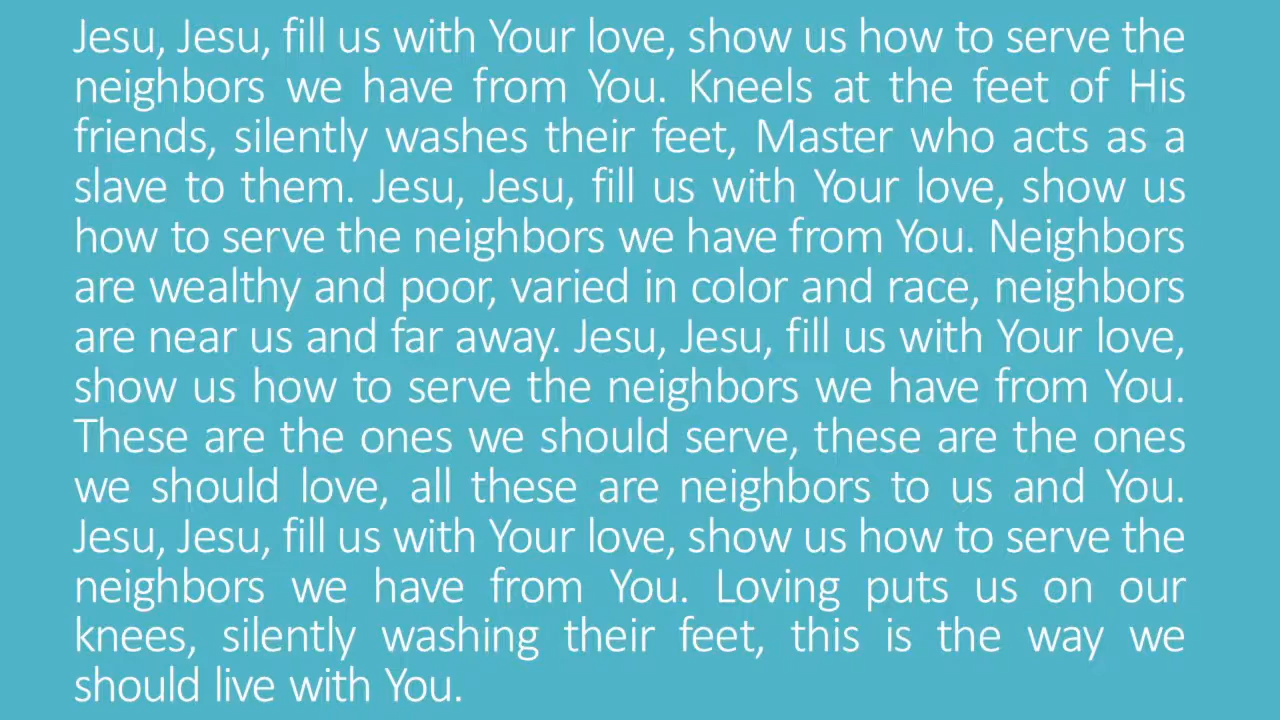 Jesu, Jesu, fill us with Your love, show us how to serve the
neighbors we have from You. Kneels at the feet of His
friends, silently washes their feet, Master who acts as a
slave to them. Jesu, Jesu, fill us with Your love, show us
how to serve the neighbors we have from You. Neighbors
are wealthy and poor, varied in color and race, neighbors
are near us and far away. Jesu, Jesu, fill us with Your love,
show us how to serve the neighbors we have from You.
These are the ones we should serve, these are the ones
we should love, all these are neighbors to us and You.
Jesu, Jesu, fill us with Your love, show us how to serve the
neighbors we have from You. Loving puts us on our
knees, silently washing their feet, this is the way we
should live with You.